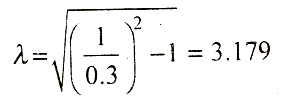 λ = √((1/0.3)² − 1) = 3.179